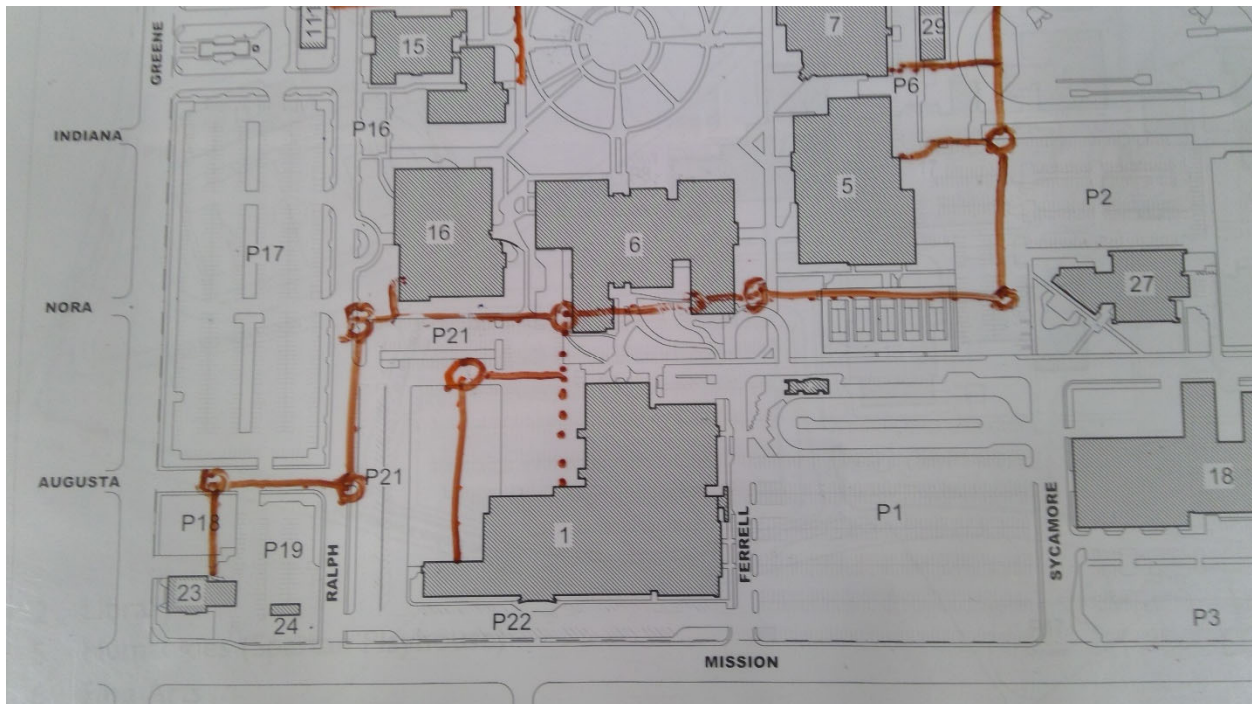 GREENE
111
15
7
29
P6
INDIANA
P16
5
P2
16
6
P17
27
NORA
P21
AUGUSTA
P21
18
P18
P19
1
FERRELL
P1
SYCAMORE
RALPH
23
24
P22
P3
MISSION